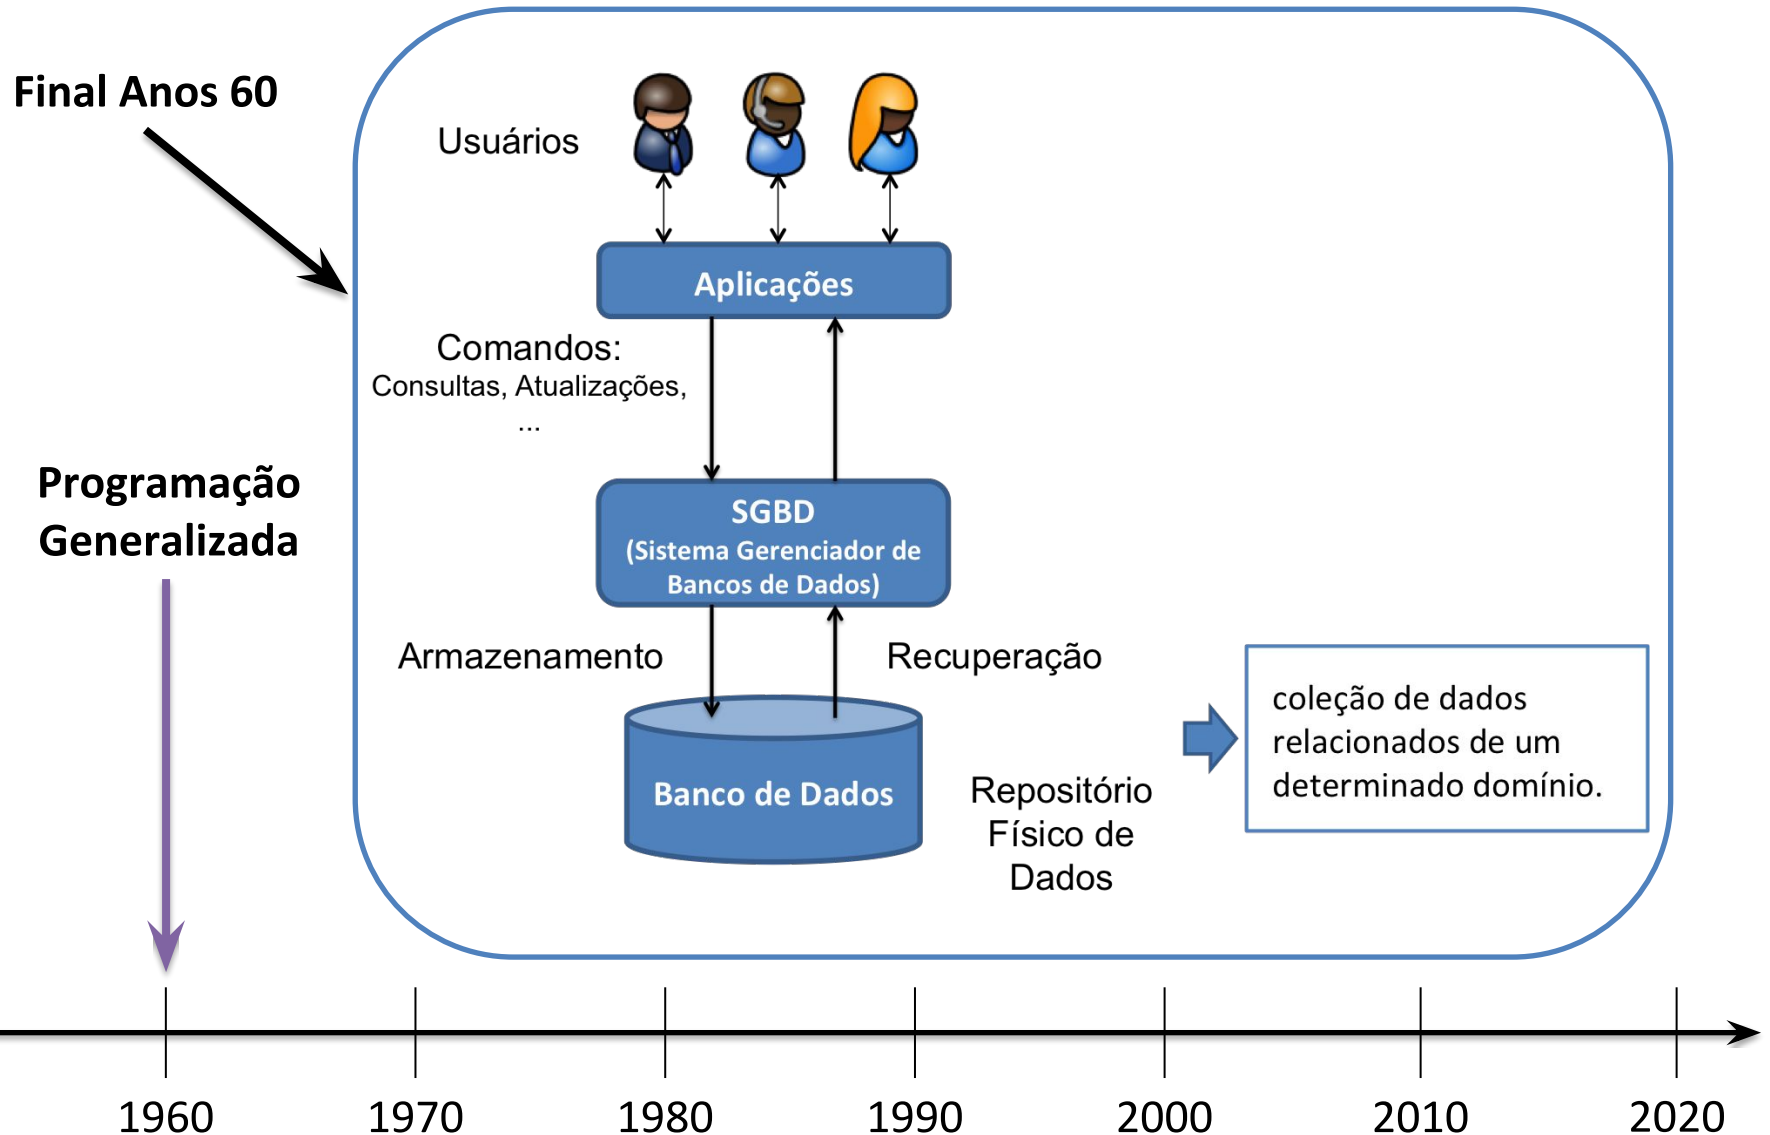 Final Anos 60
Usuários
Aplicações
Comandos:
Consultas, Atualizações,
...
Programação
Generalizada
SGBD
(Sistema Gerenciador de
Bancos de Dados)
Armazenamento
Recuperação
Banco de Dados
Repositório
Físico de
Dados
coleção de dados
relacionados de um
determinado domínio.
1960
1970
1980
1990
2000
2010
2020